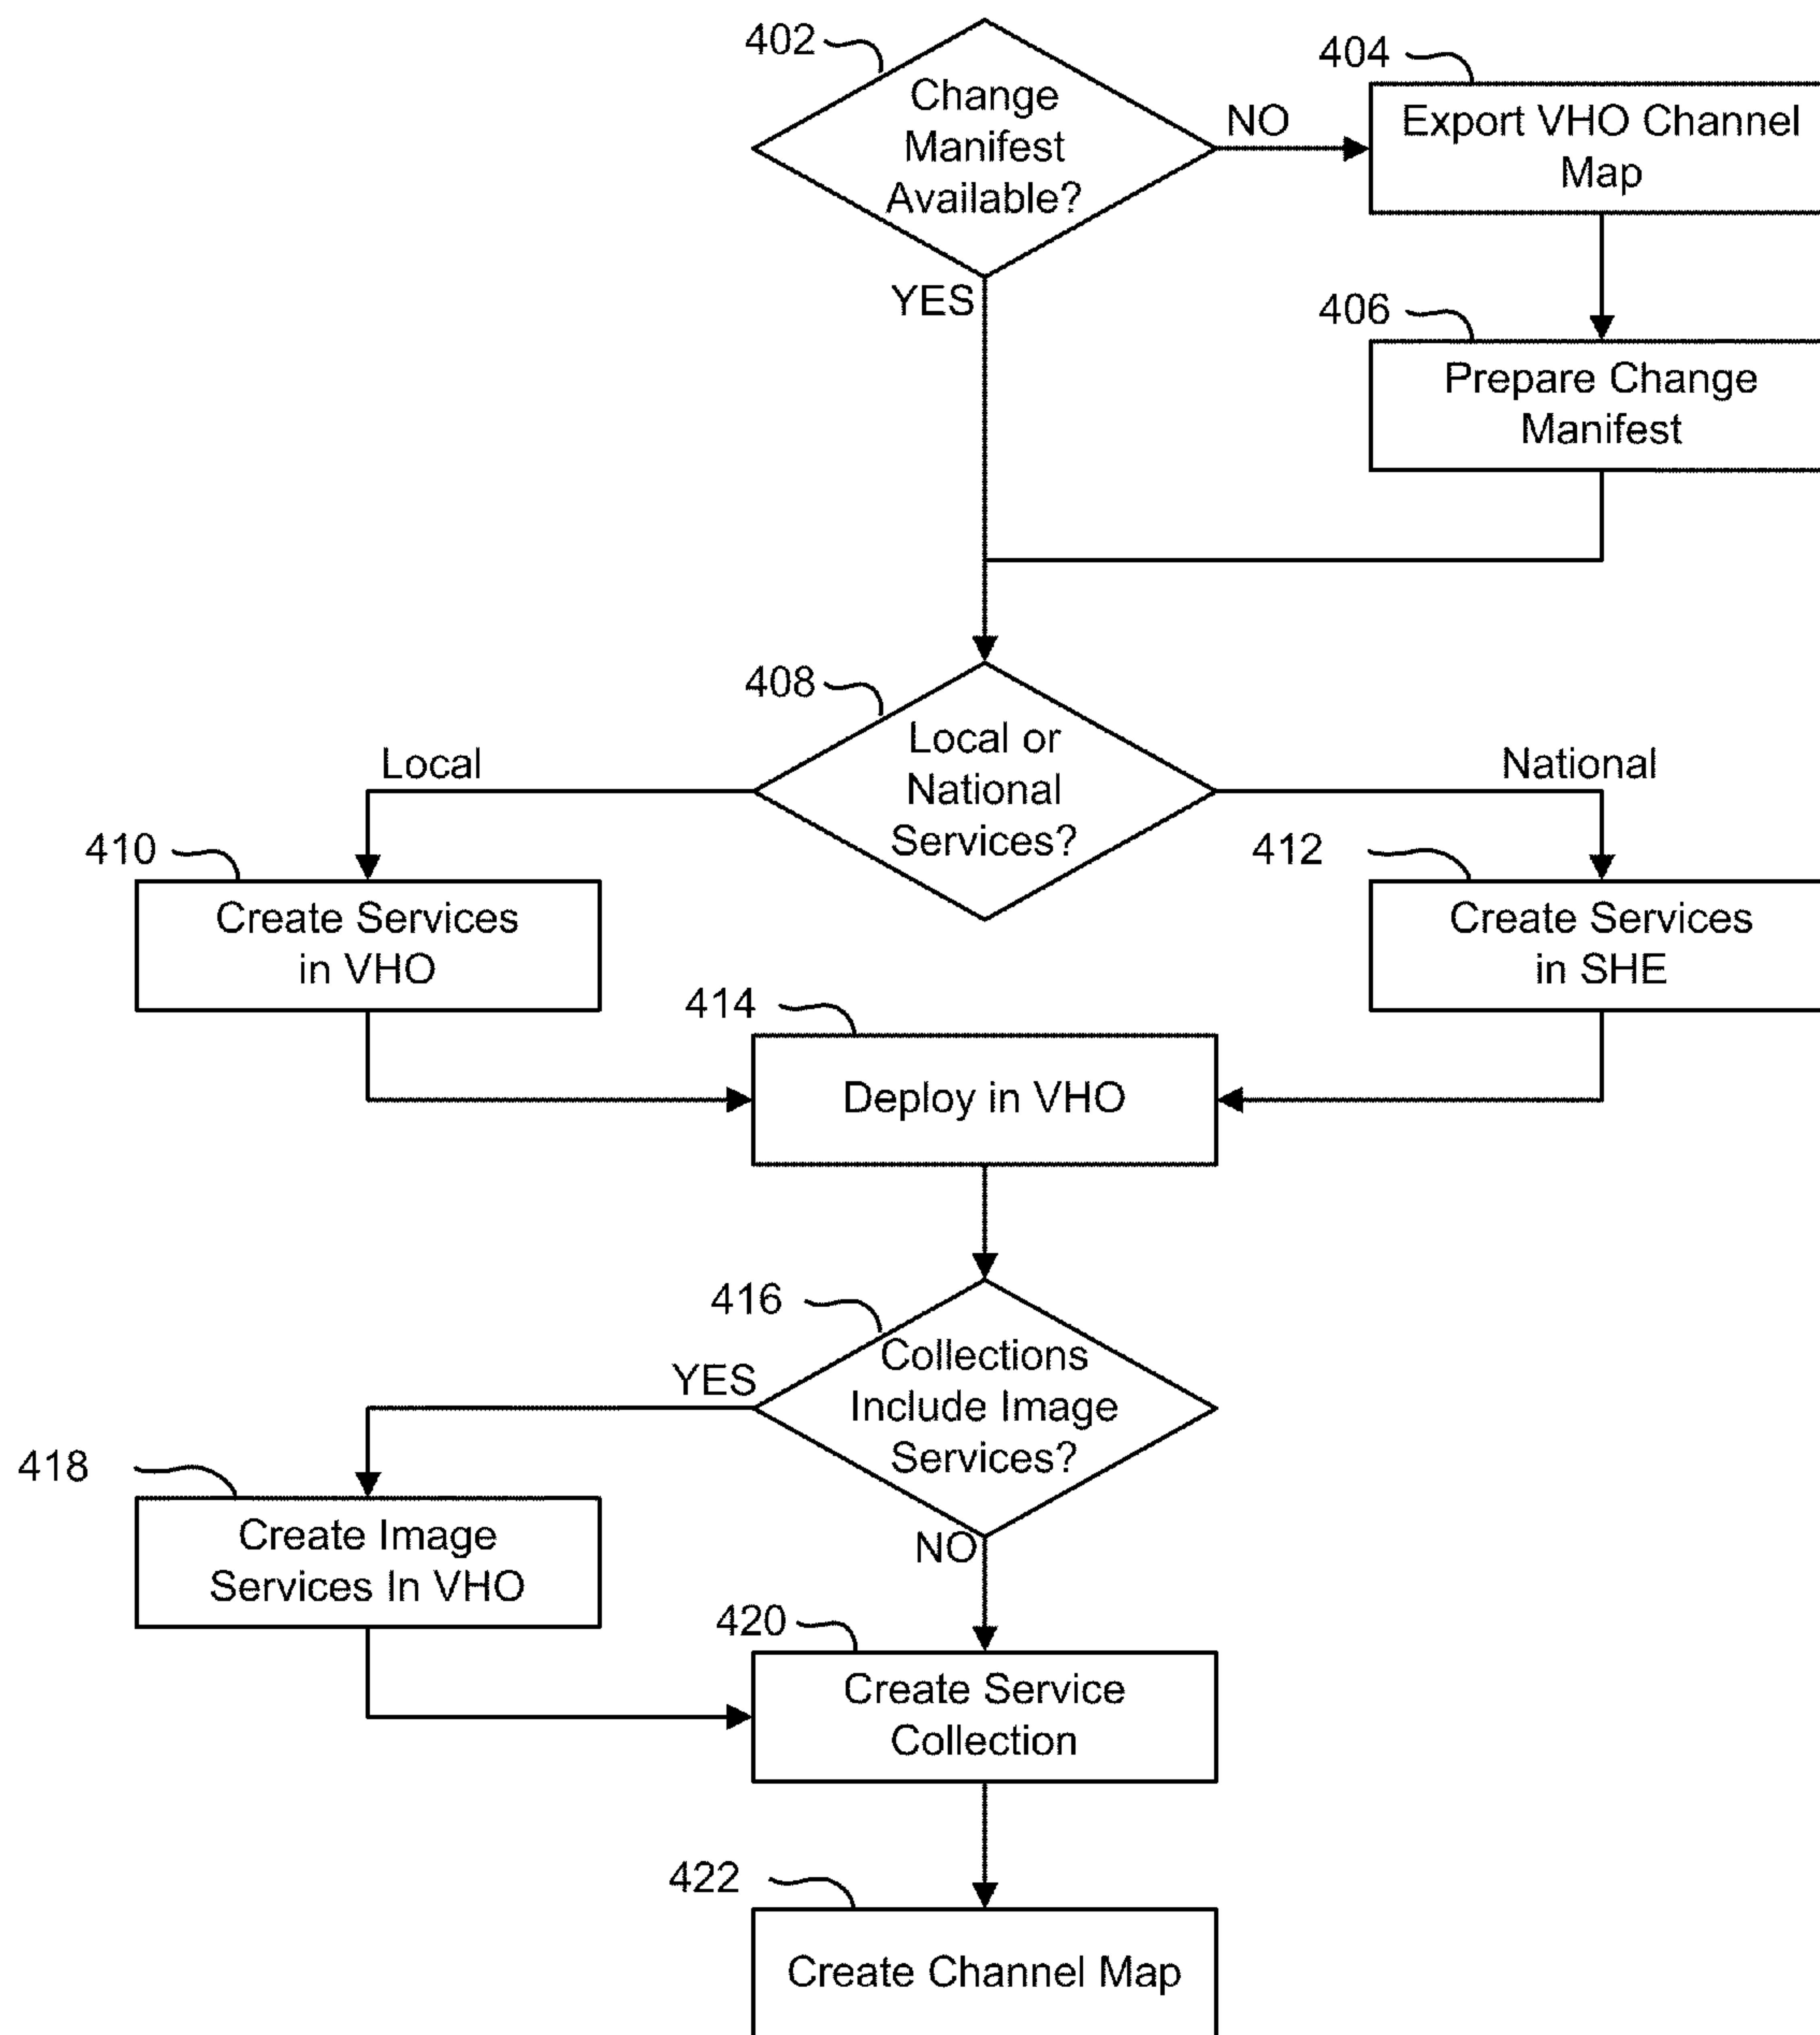 402
Change
Manifest
Available?
NO
404
Export VHO Channel
Map
YES
406
Prepare Change
Manifest
408
Local or
National
Services?
Local
National
410
Create Services
in VHO
412
Create Services
in SHE
414
Deploy in VHO
416
Collections
Include Image
Services?
YES
NO
418
Create Image
Services In VHO
420
Create Service
Collection
422
Create Channel Map